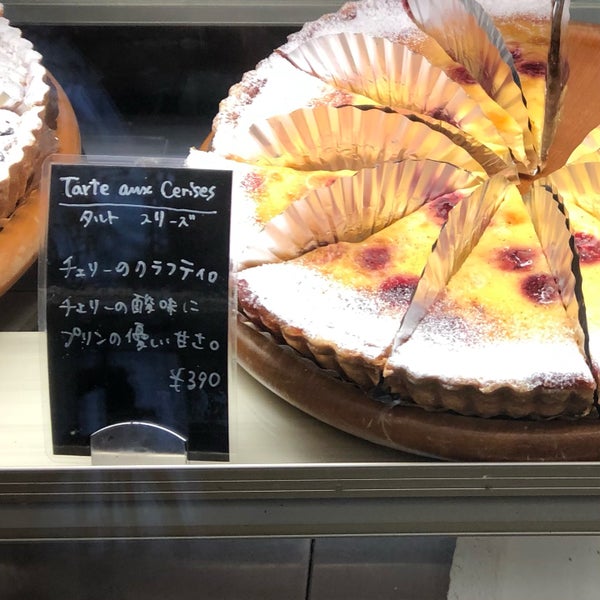 Tarte aux Cerises
タルト スリーズ
チェリーのクラフティ。
チェリーの酸味に
プリンの優しい甘さ。
¥390